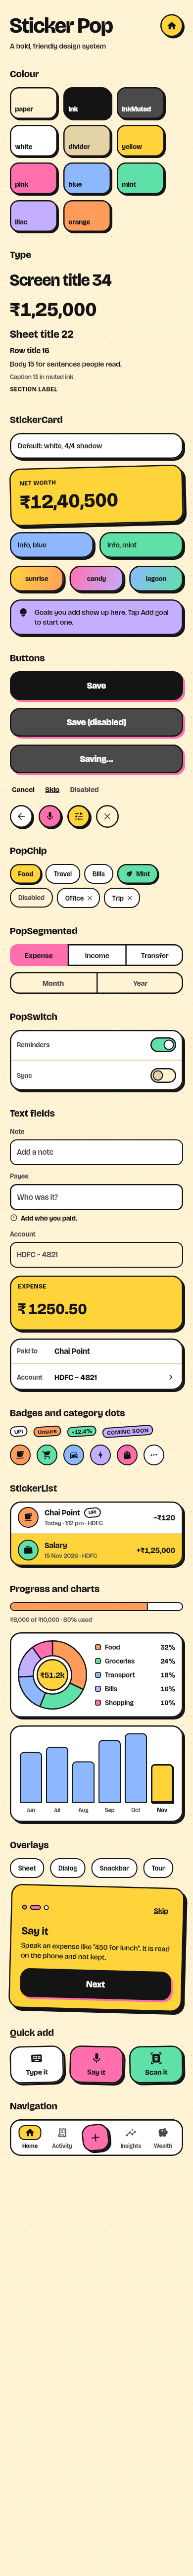 Sticker Pop
A bold, friendly design system
Colour
paper
ink
inkMuted
white
divider
yellow
pink
blue
mint
lilac
orange
Type
Screen title 34
₹1,25,000
Sheet title 22
Row title 16
Body 15 for sentences people read.
Caption 13 in muted ink
SECTION LABEL
StickerCard
Default: white, 4/4 shadow
NET WORTH
₹12,40,500
Info, blue
Info, mint
sunrise
candy
lagoon
Goals you add show up here. Tap Add goal
to start one.
Buttons
Save
Save (disabled)
Saving...
Cancel
Skip
Disabled
PopChip
Food
Travel
Bills
Mint
Disabled
Office
Trip
PopSegmented
Expense
Income
Transfer
Month
Year
PopSwitch
Reminders
Sync
Text fields
Note
Add a note
Payee
Who was it?
Add who you paid.
Account
HDFC ·· 4821
EXPENSE
₹ 1250.50
Paid to
Chai Point
Account
HDFC ·· 4821
Badges and category dots
UPI
Unsure
+12.4%
COMING SOON
StickerList
Chai Point
UPI
Today · 1:12 pm · HDFC
−₹120
Salary
15 Nov 2026 · HDFC
+₹1,25,000
Progress and charts
₹8,000 of ₹10,000 · 80% used
₹51.2k
Food
32%
Groceries
24%
Transport
18%
Bills
16%
Shopping
10%
Jun
Jul
Aug
Sep
Oct
Nov
Overlays
Sheet
Dialog
Snackbar
Tour
Skip
Say it
Speak an expense like "450 for lunch". It is read
on the phone and not kept.
Next
Quick add
Type it
Say it
Scan it
Navigation
Home
Activity
Insights
Wealth